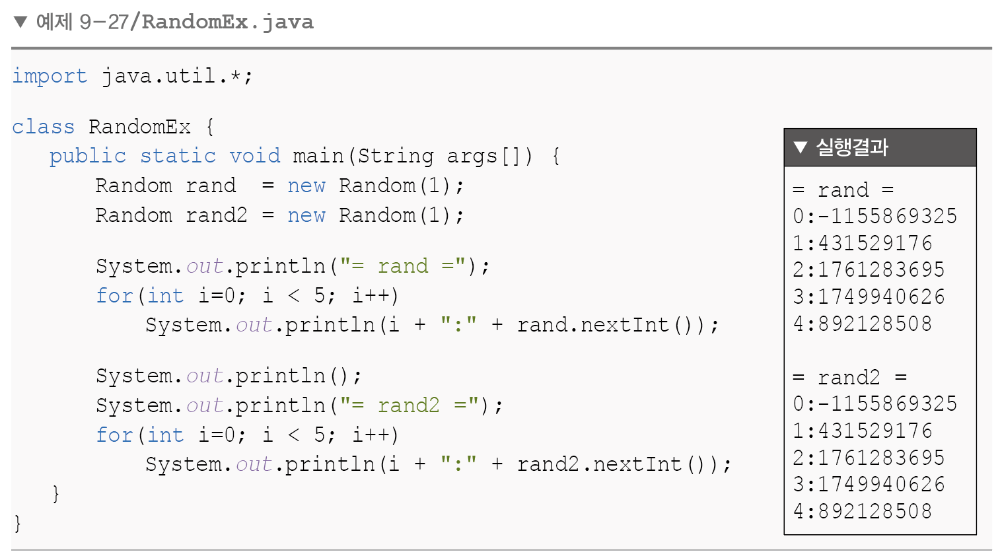 ▼ 예제 9-27/RandomEx.java
import java.util.*;
class RandomEx {
public static void main(String args[]) {
Random rand  = new Random(1);
Random rand2 = new Random(1);
System.out.println("= rand =");
for(int i=0; i < 5; i++)
System.out.println(i + ":" + rand.nextInt());
System.out.println();
System.out.println("= rand2 =");
for(int i=0; i < 5; i++)
System.out.println(i + ":" + rand2.nextInt());
}
}
▼ 실행결과
= rand =
0:-1155869325
1:431529176
2:1761283695
3:1749940626
4:892128508
= rand2 =
0:-1155869325
1:431529176
2:1761283695
3:1749940626
4:892128508